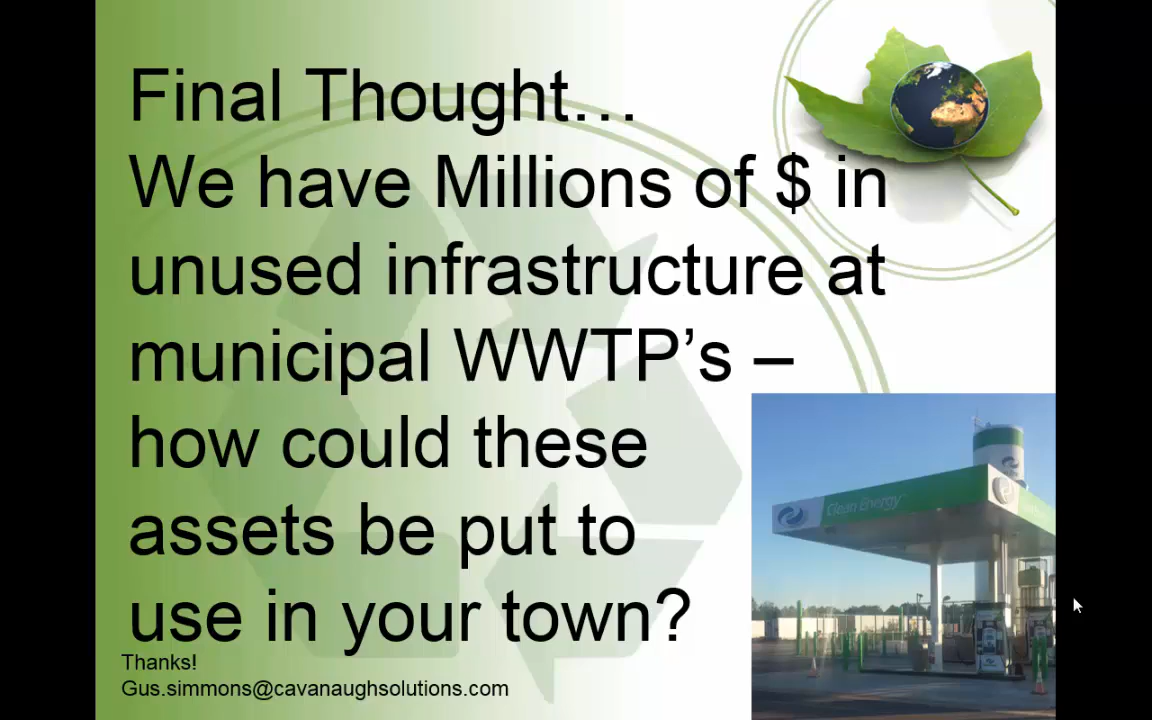 Final Thought…
We have Millions of $ in
unused infrastructure at
municipal WWTP’s –
how could these
assets be put to
use in your town?
Thanks!
Gus.simmons@cavanaughsolutions.com
Clean Energy